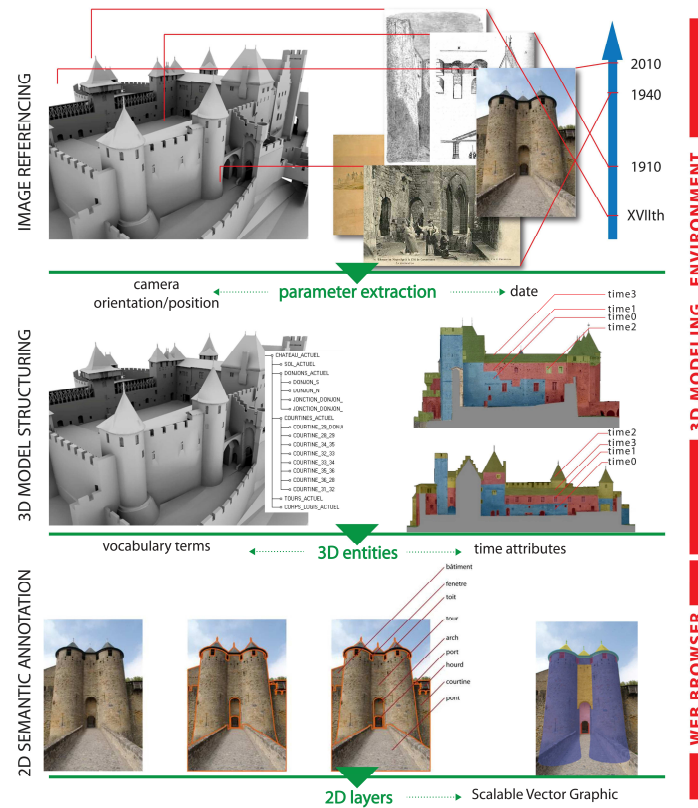 IMAGE REFERENCING
2010
1940
1910
XVIIth
camera
orientation/position
parameter extraction
date
3D MODELING ENVIRONMENT
3D MODEL STRUCTURING
CHATEAU_ACTUEL
SOL_ACTUEL
DONJONS_ACTUEL
DONJON_S
DONJON_N
JONCTION_DONJON_
JONCTION_DONJON_
COURTINES_ACTUEL
COURTINE_28_29
COURTINE_34_35
COURTINE_32_33
COURTINE_33_34
COURTINE_35_36
COURTINE_36_28
COURTINE_31_32
TOURS_ACTUEL
CORPS_LOGIS_ACTUEL
time3
time1
time0
time2
time2
time3
time1
time0
vocabulary terms
3D entities
time attributes
2D SEMANTIC ANNOTATION
bâtiment
fenetre
toit
tour
arch
port
hourd
courtine
pont
WEB BROWSER
2D layers
Scalable Vector Graphic